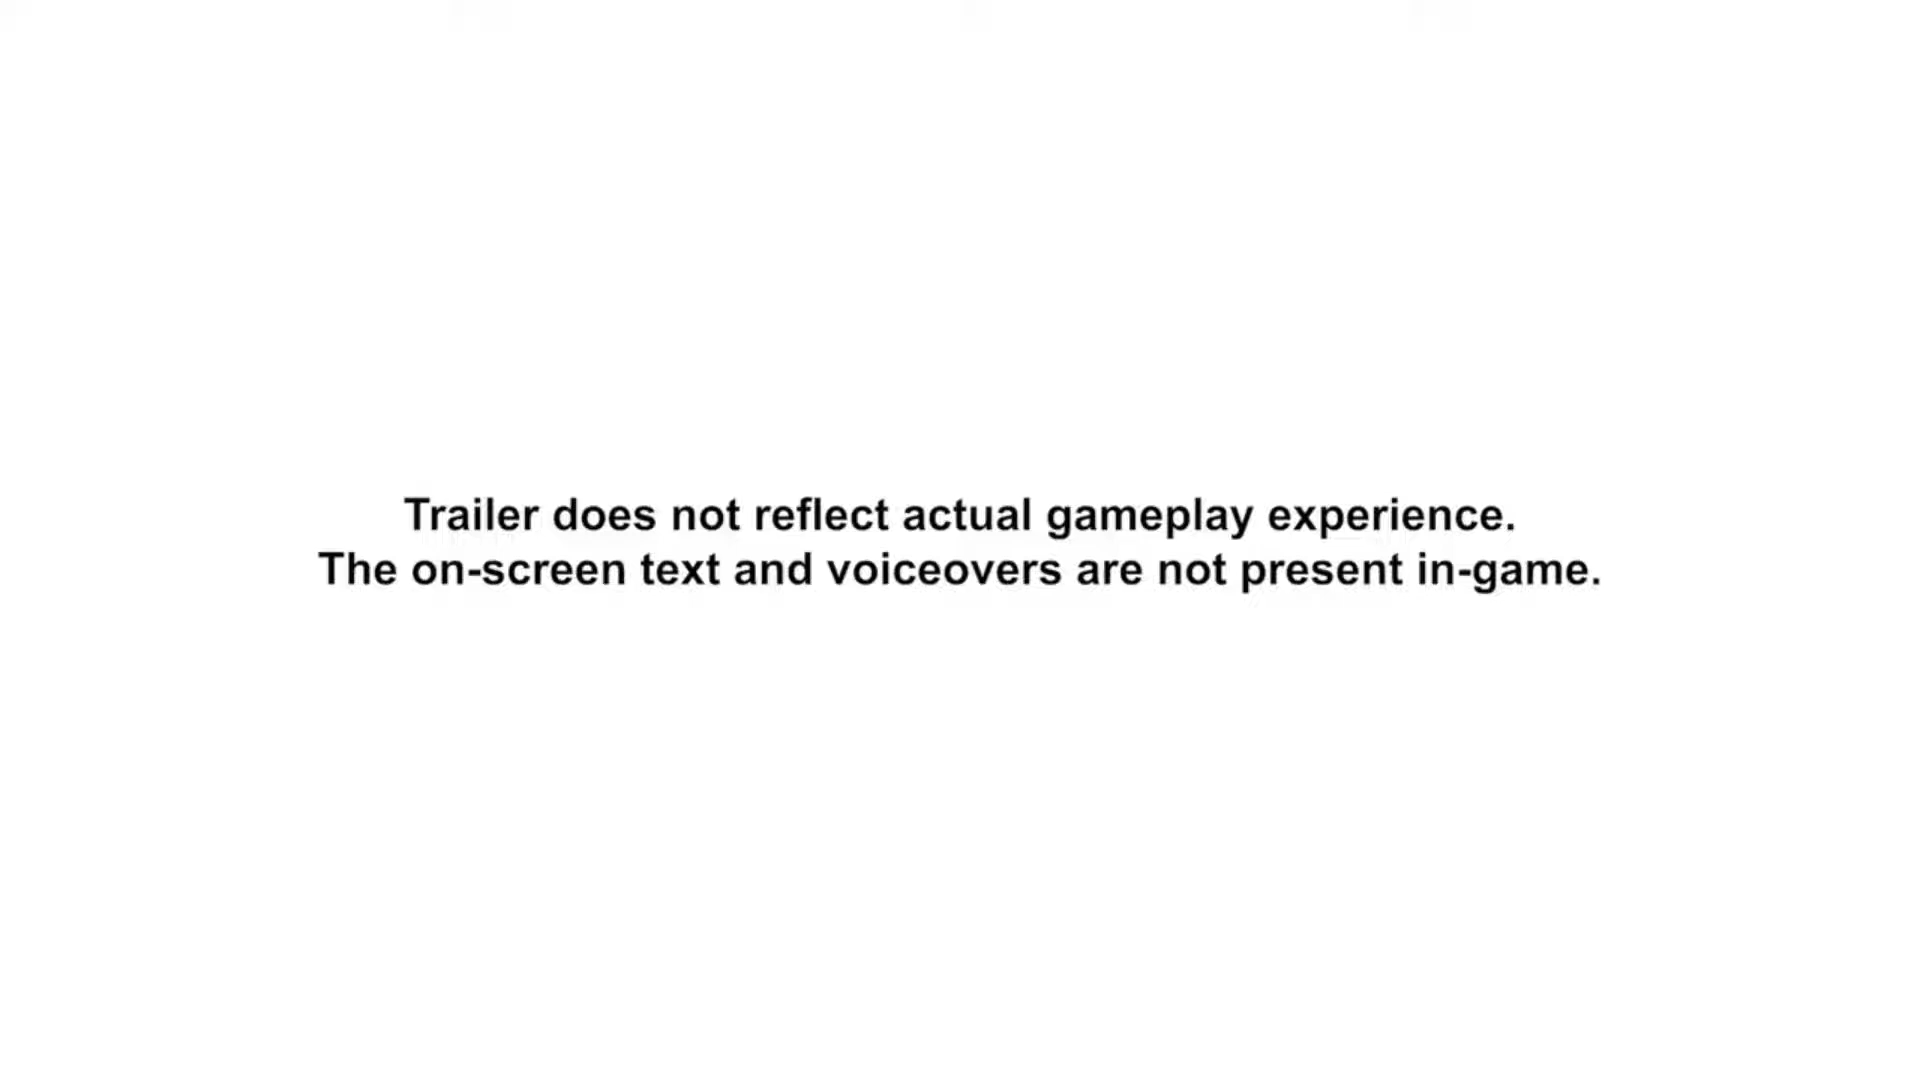 Trailer does not reflect actual gameplay experience.
The on-screen text and voiceovers are not present in-game.